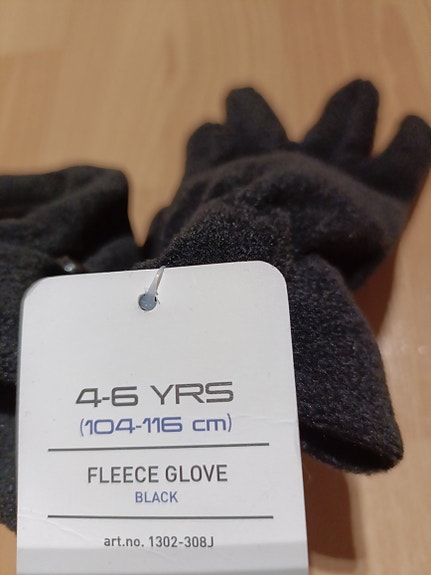 4-6 YRS
(104-116 cm)
FLEECE GLOVE
BLACK
art.no. 1302-308J